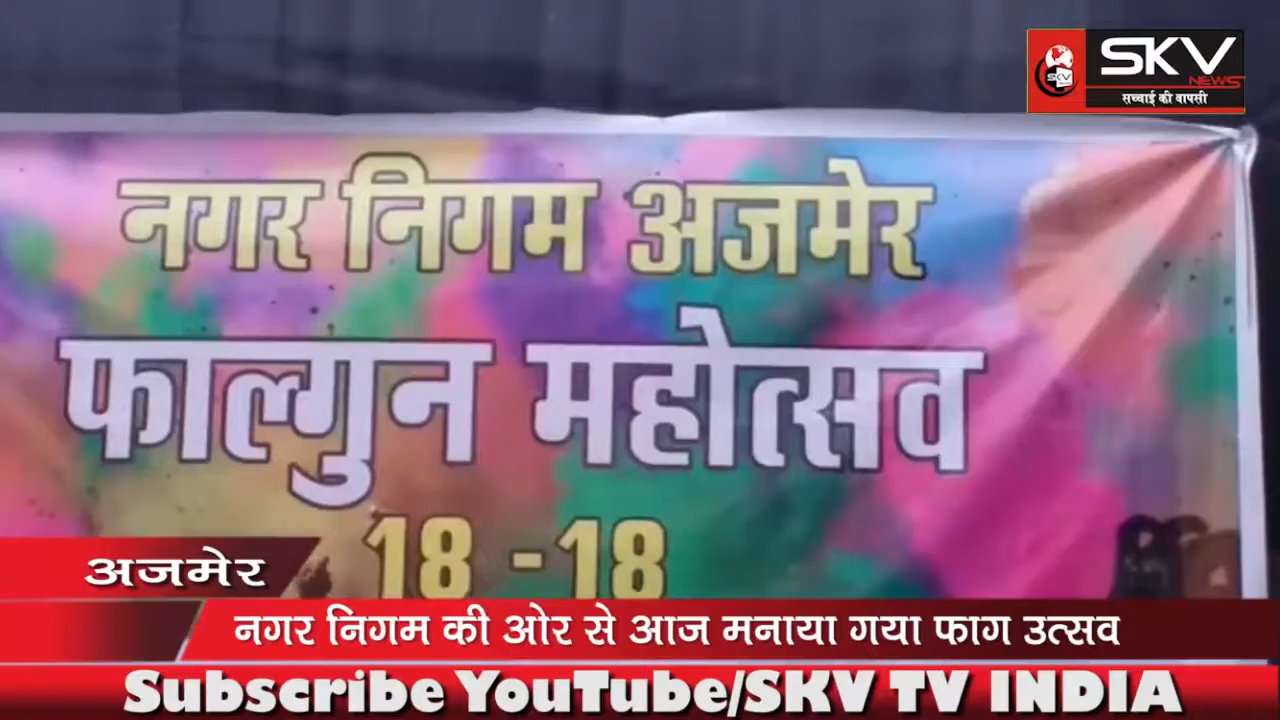 SKV
NEWS
सच्चाई की वापसी
SKV
नगर निगम अजमेर
फाल्गुन महोत्सव
18 -18
अजमेर
नगर निगम की ओर से आज मनाया गया फाग उत्सव
Subscribe YouTube/SKV TV INDIA